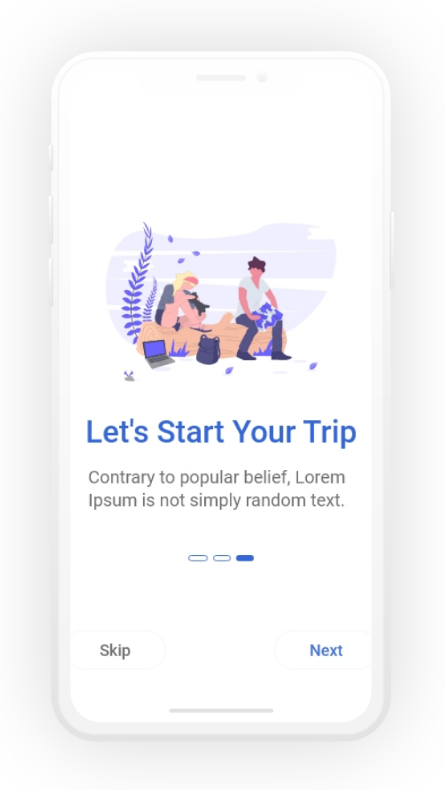 Let's Start Your Trip
Contrary to popular belief, Lorem
Ipsum is not simply random text.
Skip
Next